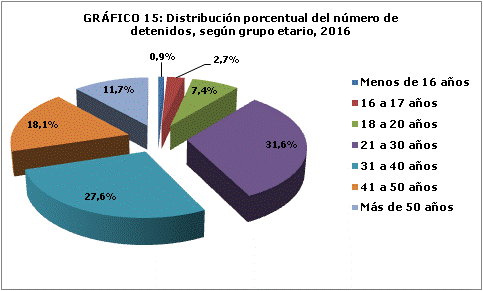 GRÁFICO 15: Distribución porcentual del número de
detenidos, según grupo etario, 2016
0,9%
2,7%
7,4%
11,7%
18,1%
31,6%
27,6%
Menos de 16 años
16 a 17 años
18 a 20 años
21 a 30 años
31 a 40 años
41 a 50 años
Más de 50 años